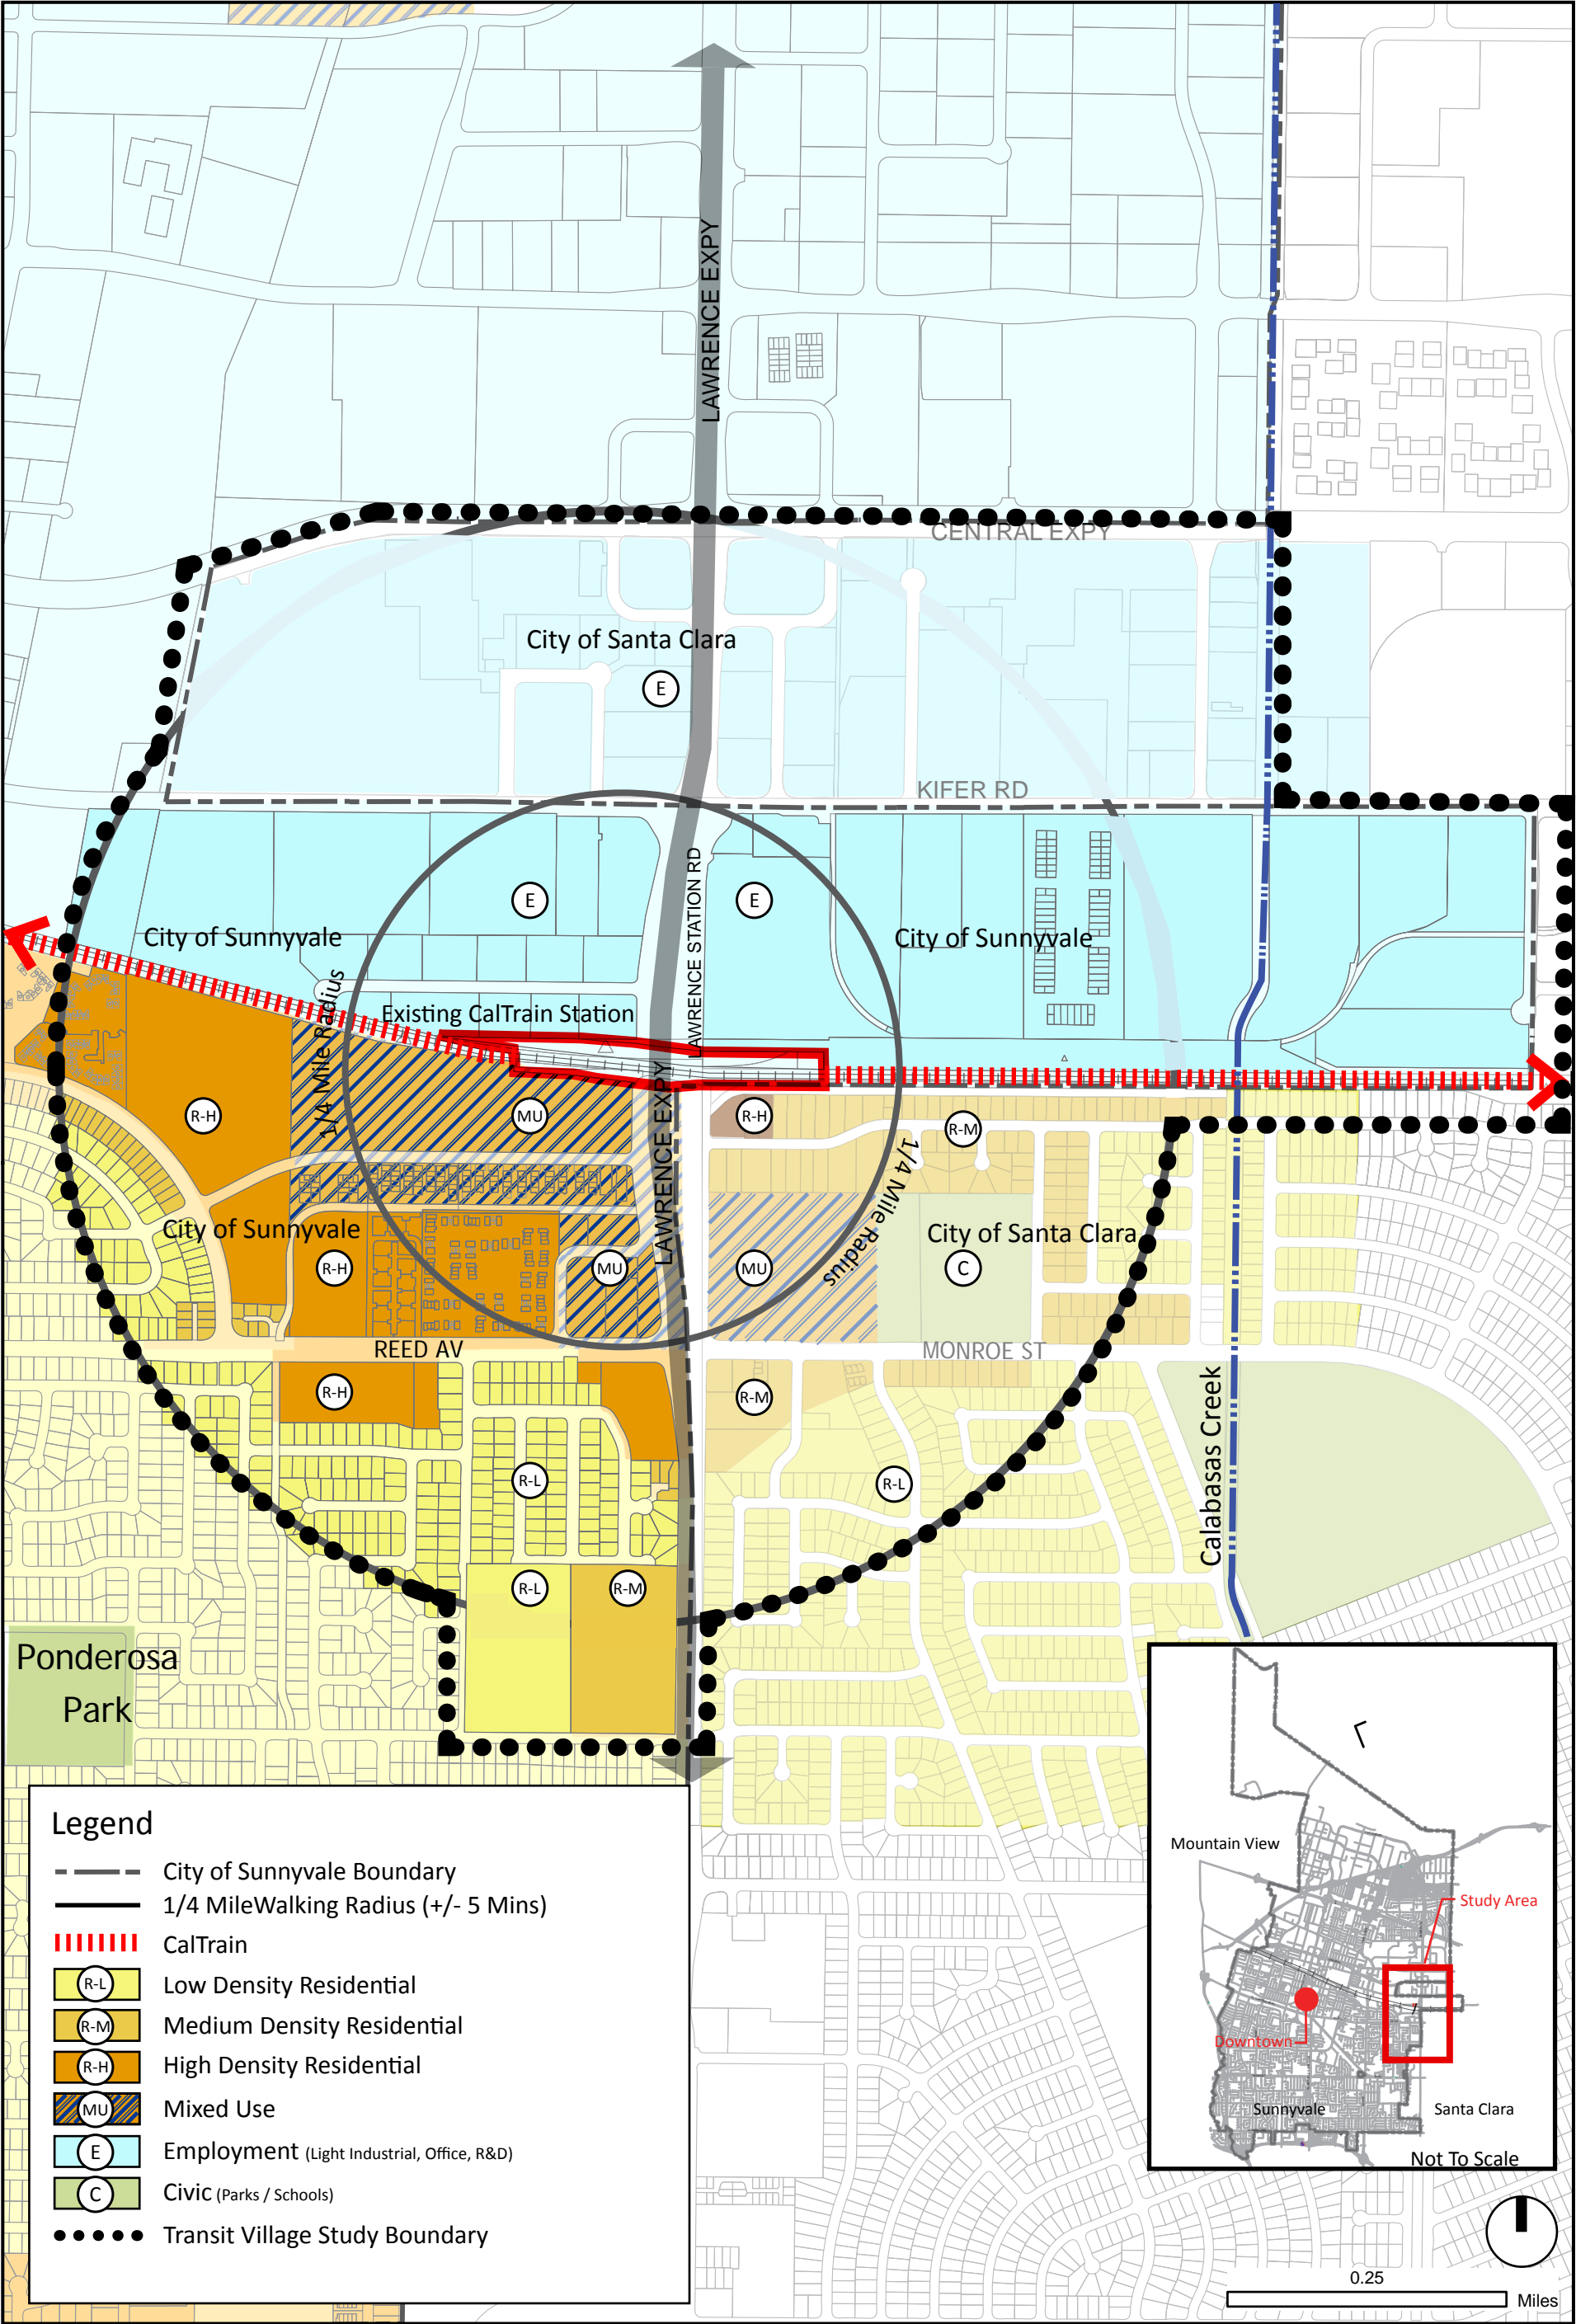 LAWRENCE EXPY
CENTRAL EXPY
City of Santa Clara
E
KIFER RD
LAWRENCE STATION RD
E
E
City of Sunnyvale
City of Sunnyvale
1/4 Mile Radius
Existing CalTrain Station
R-H
MU
LAWRENCE EXPY
R-H
R-M
1/4 Mile Radius
City of Sunnyvale
City of Santa Clara
R-H
MU
MU
C
REED AV
MONROE ST
R-H
R-M
Calabasas Creek
R-L
R-L
R-L
R-M
Ponderosa
Park
Legend
City of Sunnyvale Boundary
1/4 MileWalking Radius (+/- 5 Mins)
CalTrain
R-L Low Density Residential
R-M Medium Density Residential
R-H High Density Residential
MU Mixed Use
E Employment (Light Industrial, Office, R&D)
C Civic (Parks / Schools)
Transit Village Study Boundary
Mountain View
Study Area
Downtown
Sunnyvale
Santa Clara
Not To Scale
0.25
Miles